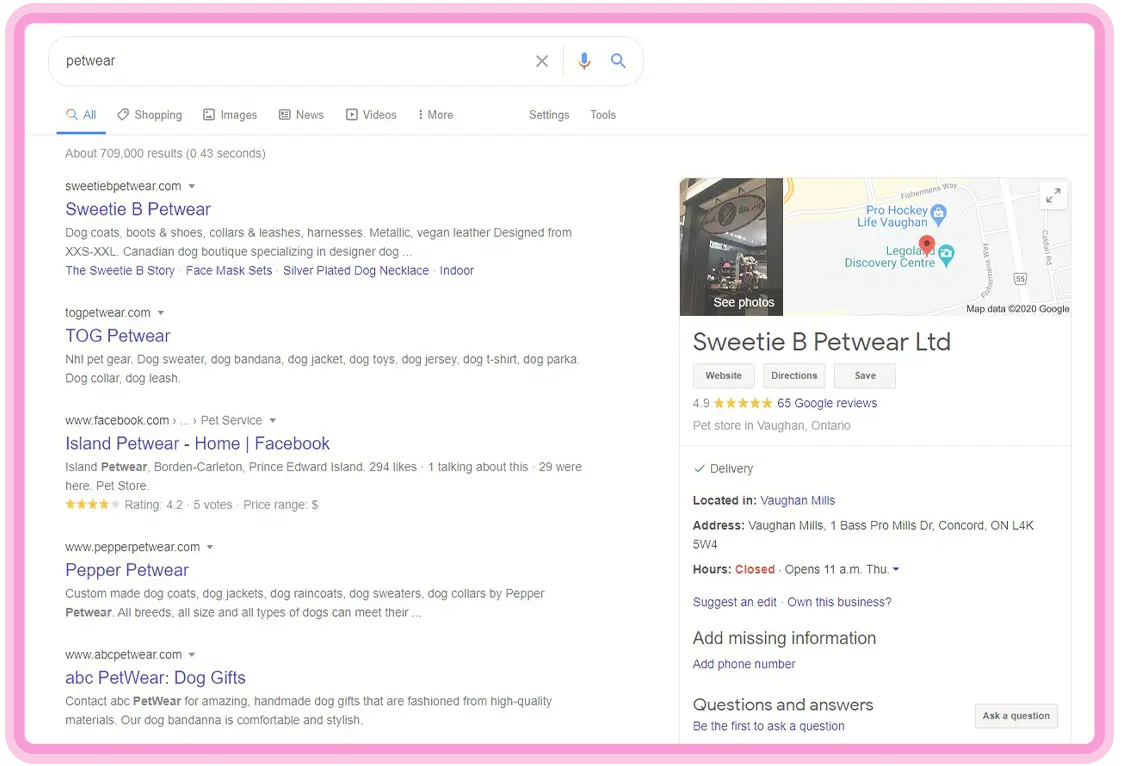 petwear
All
Shopping
Images
News
Videos
More
Settings
Tools
About 709,000 results (0.43 seconds)
sweetiebpetwear.com
Sweetie B Petwear
Dog coats, boots & shoes, collars & leashes, harnesses. Metallic, vegan leather Designed from
XXS-XXL. Canadian dog boutique specializing in designer dog ...
The Sweetie B Story · Face Mask Sets · Silver Plated Dog Necklace · Indoor
togpetwear.com
TOG Petwear
Nhl pet gear. Dog sweater, dog bandana, dog jacket, dog toys, dog jersey, dog t-shirt, dog parka.
Dog collar, dog leash.
www.facebook.com › ... › Pet Service
Island Petwear - Home | Facebook
Island Petwear, Borden-Carleton, Prince Edward Island. 294 likes · 1 talking about this · 29 were
here. Pet Store.
Rating: 4.2 · 5 votes · Price range: $
www.pepperpetwear.com
Pepper Petwear
Custom made dog coats, dog jackets, dog raincoats, dog sweaters, dog collars by Pepper
Petwear. All breeds, all size and all types of dogs can meet their ...
www.abcpetwear.com
abc PetWear: Dog Gifts
Contact abc PetWear for amazing, handmade dog gifts that are fashioned from high-quality
materials. Our dog bandanna is comfortable and stylish.
See photos
Fishermens Way
Pro Hockey
Life Vaughan
Legoland
Discovery Centre
Fishermens Way
Caldari Rd
55
Map data ©2020 Google
Sweetie B Petwear Ltd
Website
Directions
Save
4.9
65 Google reviews
Pet store in Vaughan, Ontario
Delivery
Located in: Vaughan Mills
Address: Vaughan Mills, 1 Bass Pro Mills Dr, Concord, ON L4K
5W4
Hours: Closed · Opens 11 a.m. Thu.
Suggest an edit · Own this business?
Add missing information
Add phone number
Questions and answers
Be the first to ask a question
Ask a question